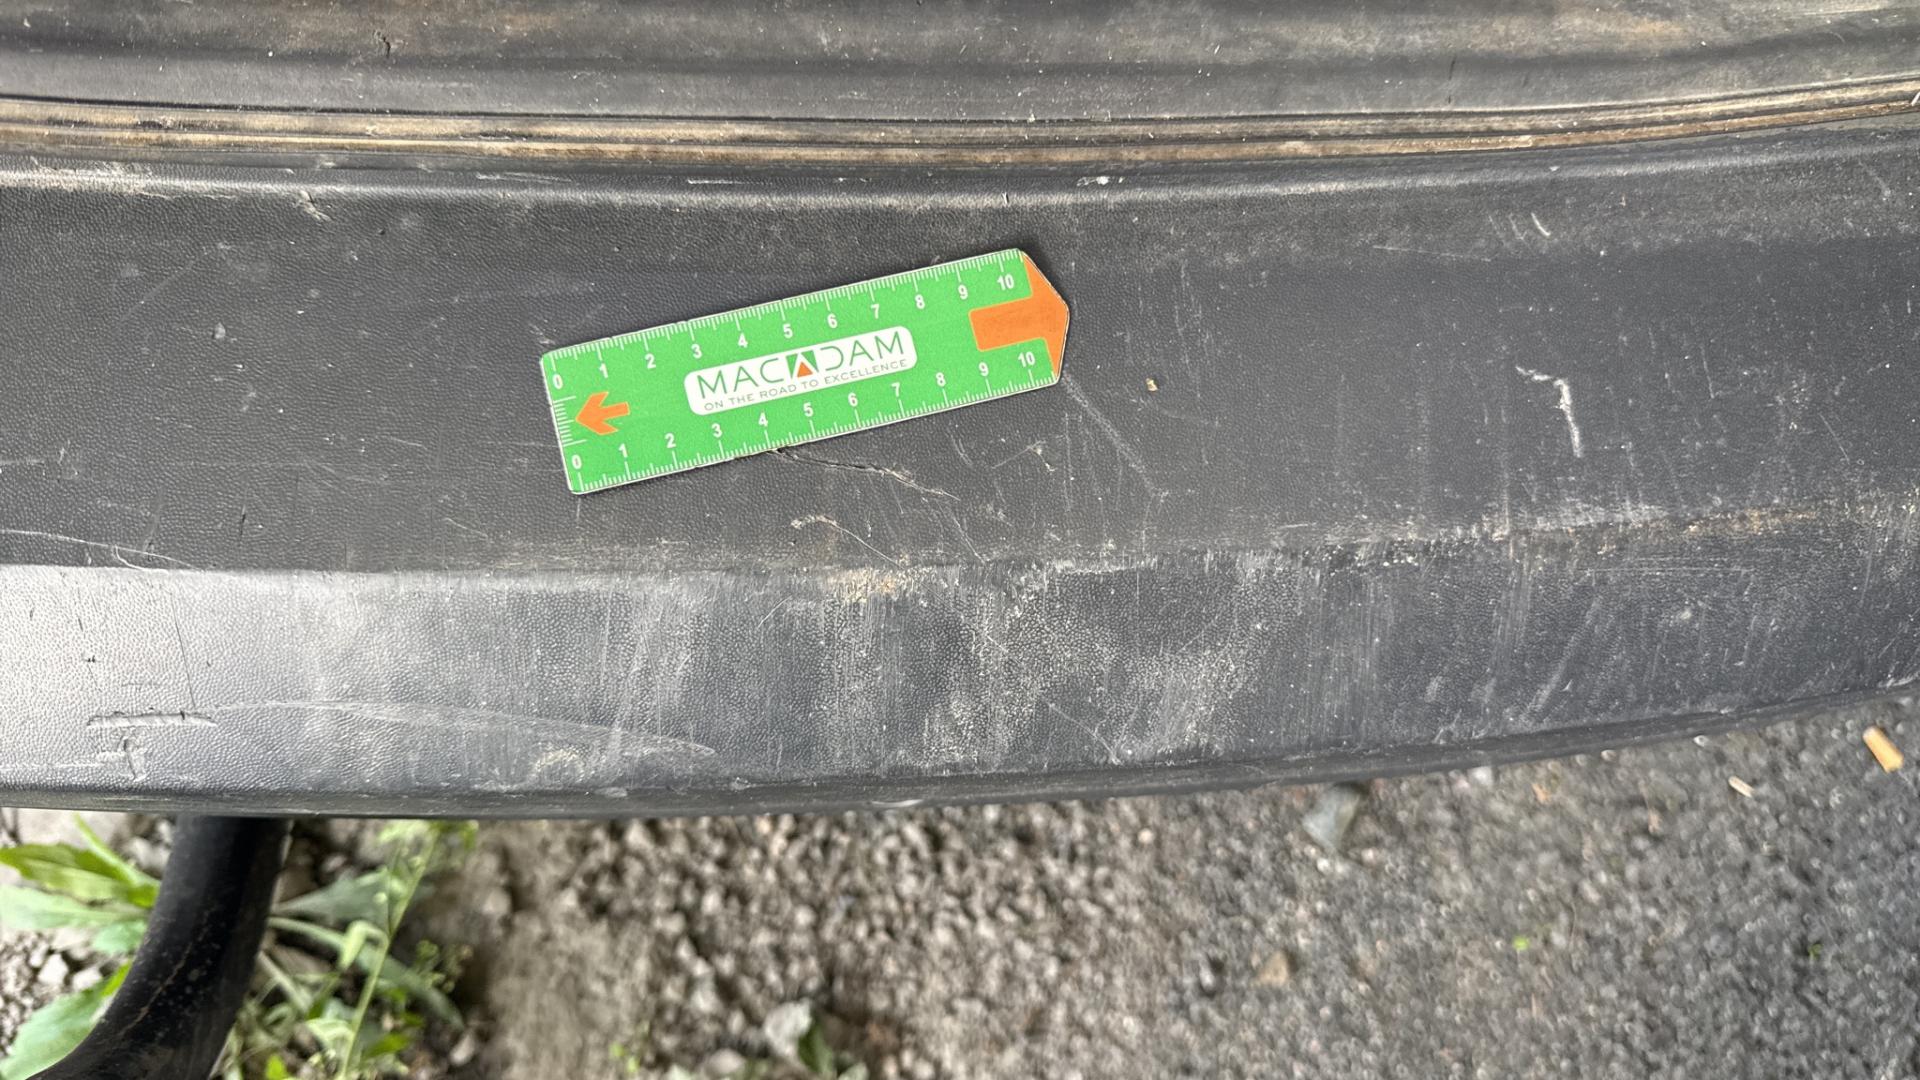 0 1 2 3 4 5 6 7 8 9 10
MACADAM
ON THE ROAD TO EXCELLENCE
0 1 2 3 4 5 6 7 8 9 10